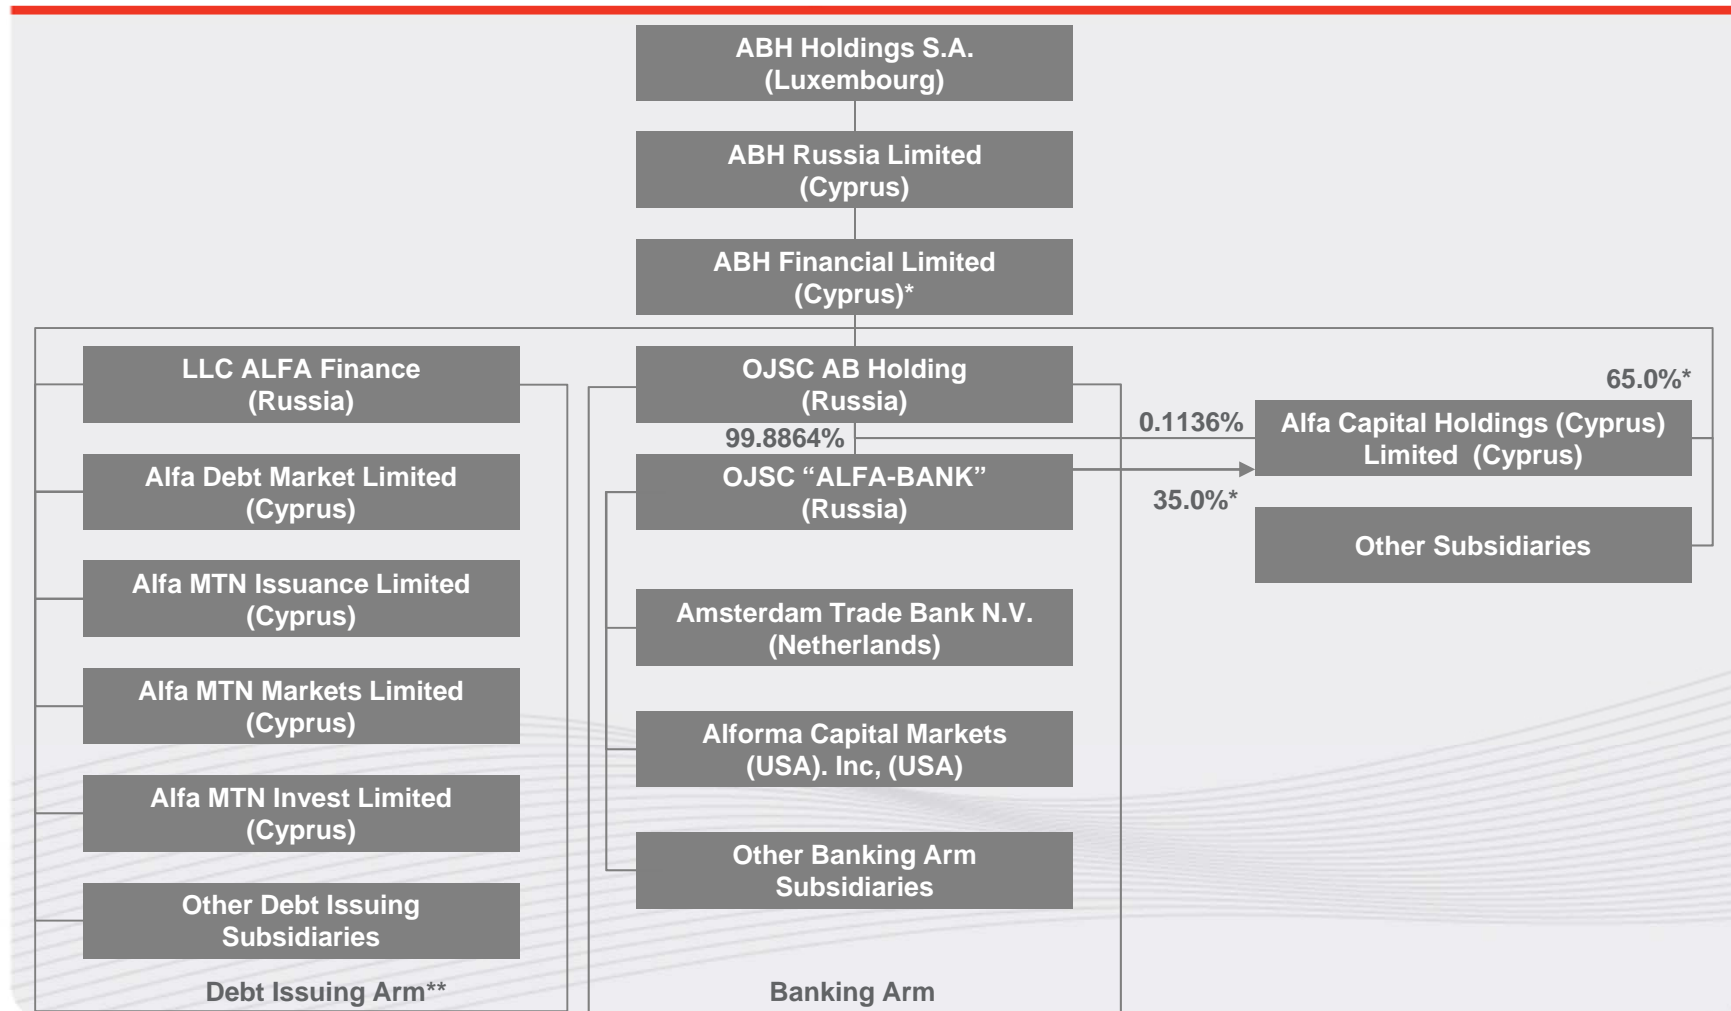 ABH Holdings S.A.
(Luxembourg)
ABH Russia Limited
(Cyprus)
ABH Financial Limited
(Cyprus)*
LLC ALFA Finance
(Russia)
Alfa Debt Market Limited
(Cyprus)
Alfa MTN Issuance Limited
(Cyprus)
Alfa MTN Markets Limited
(Cyprus)
Alfa MTN Invest Limited
(Cyprus)
Other Debt Issuing
Subsidiaries
Debt Issuing Arm**
OJSC AB Holding
(Russia)
99.8864%
OJSC “ALFA-BANK”
(Russia)
Amsterdam Trade Bank N.V.
(Netherlands)
Alforma Capital Markets
(USA). Inc, (USA)
Other Banking Arm
Subsidiaries
Banking Arm
65.0%*
0.1136%
Alfa Capital Holdings (Cyprus)
Limited (Cyprus)
35.0%*
Other Subsidiaries